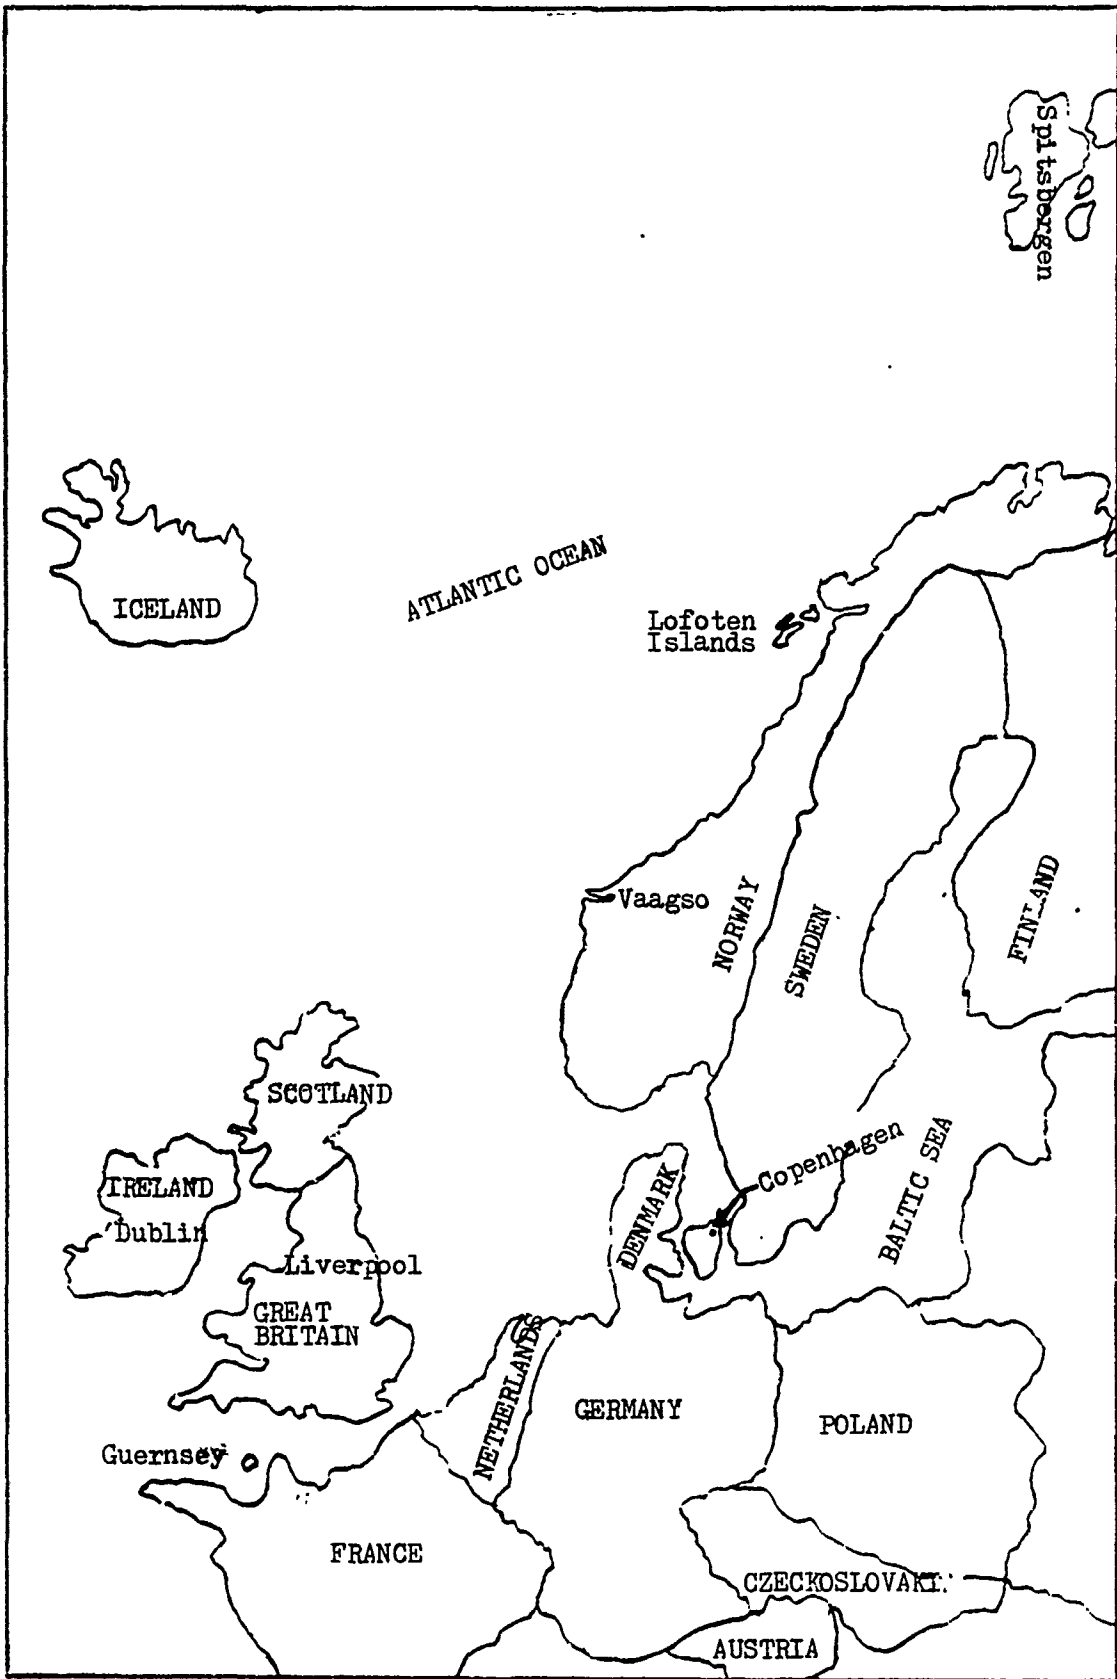 Spitsbergen
ATLANTIC OCEAN
ICELAND
Lofoten
Islands
Vaagso
NORWAY
SWEDEN
FINLAND
SCOTLAND
IRELAND
Dublin
Liverpool
GREAT
BRITAIN
DENMARK
Copenhagen
BALTIC SEA
NETHERLANDS
GERMANY
POLAND
Guernsey
FRANCE
CZECKOSLOVAKI
AUSTRIA